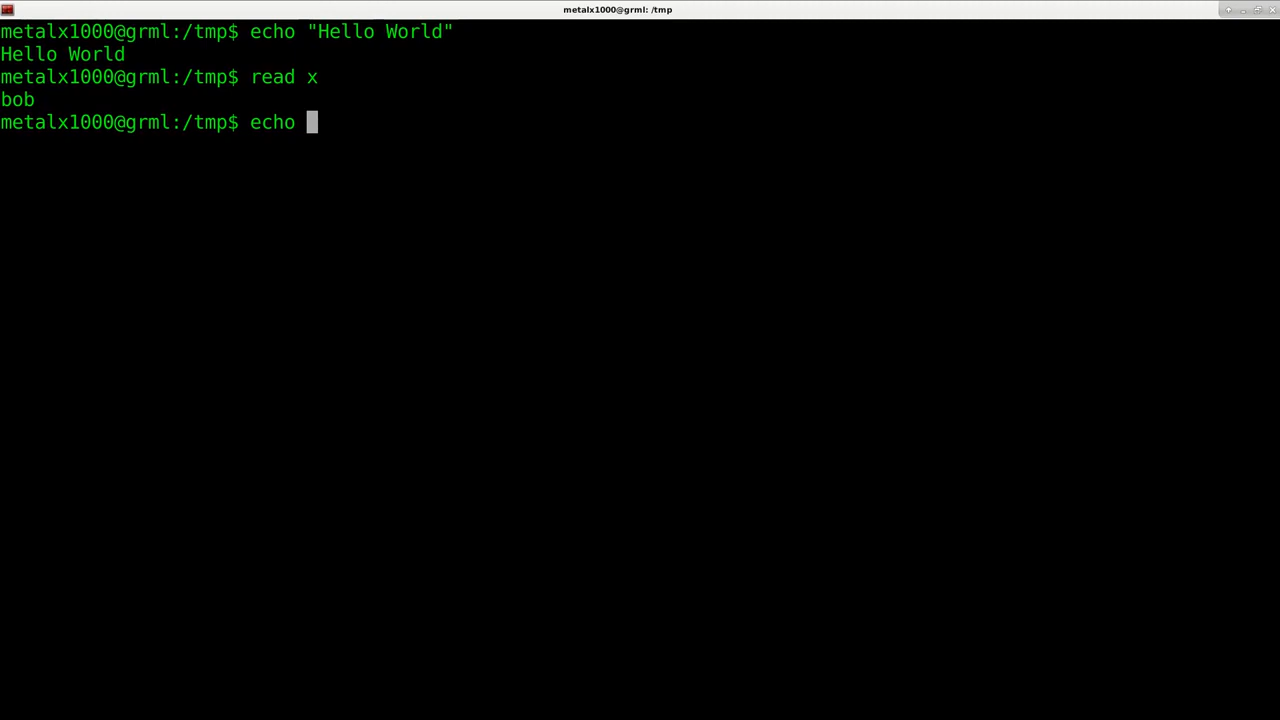 metalx1000@grml: /tmp
metalx1000@grml:/tmp$ echo "Hello World"
Hello World
metalx1000@grml:/tmp$ read x
bob
metalx1000@grml:/tmp$ echo